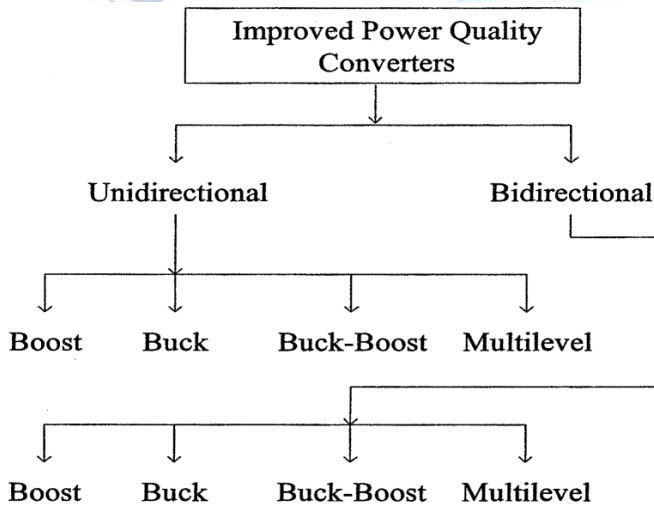 Improved Power Quality
Converters
Unidirectional Bidirectional
Boost Buck Buck-Boost Multilevel
Boost Buck Buck-Boost Multilevel